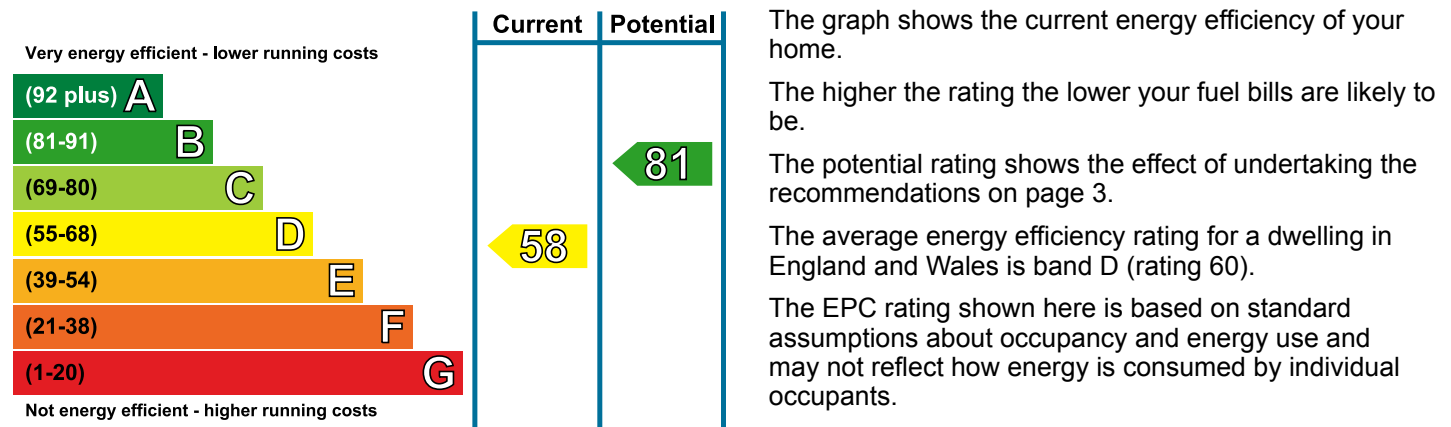 Current Potential
Very energy efficient - lower running costs
(92 plus) A
(81-91) B
81
(69-80) C
(55-68) D
58
(39-54) E
(21-38) F
(1-20) G
Not energy efficient - higher running costs
The graph shows the current energy efficiency of your
home.
The higher the rating the lower your fuel bills are likely to
be.
The potential rating shows the effect of undertaking the
recommendations on page 3.
The average energy efficiency rating for a dwelling in
England and Wales is band D (rating 60).
The EPC rating shown here is based on standard
assumptions about occupancy and energy use and
may not reflect how energy is consumed by individual
occupants.